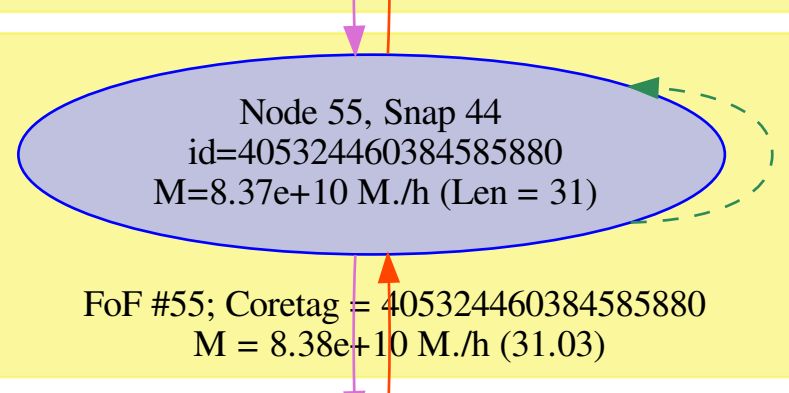 Node 55, Snap 44
id=405324460384585880
M=8.37e+10 M./h (Len = 31)
FoF #55; Coretag = 405324460384585880
M = 8.38e+10 M./h (31.03)